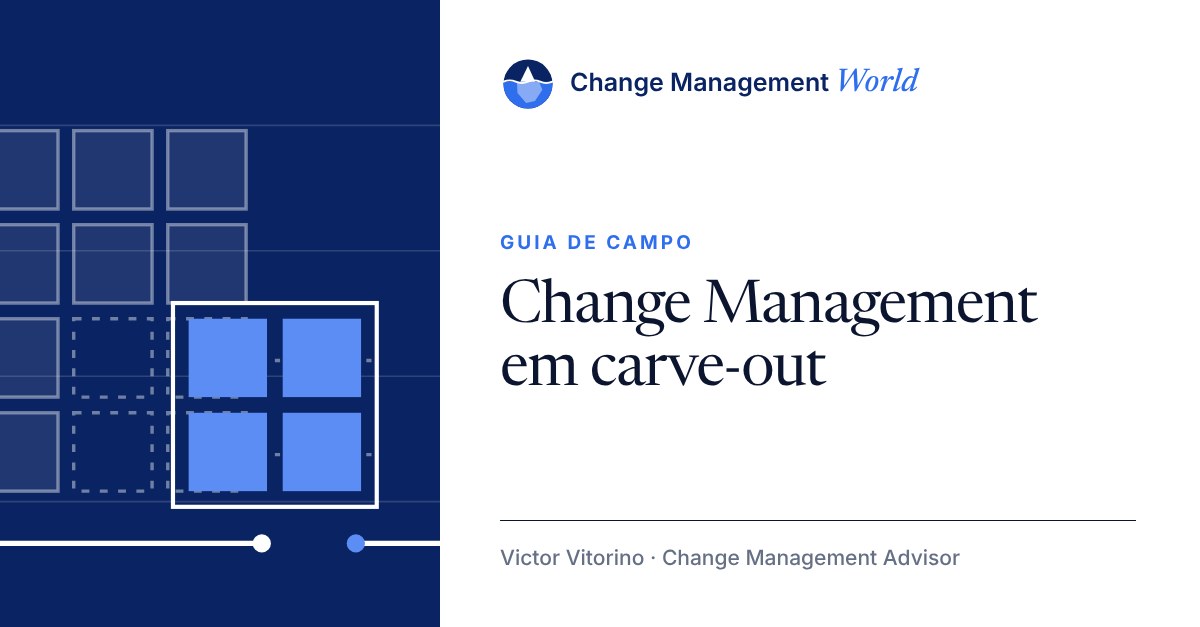 Change Management World
GUIA DE CAMPO
Change Management
em carve-out
Victor Vitorino · Change Management Advisor